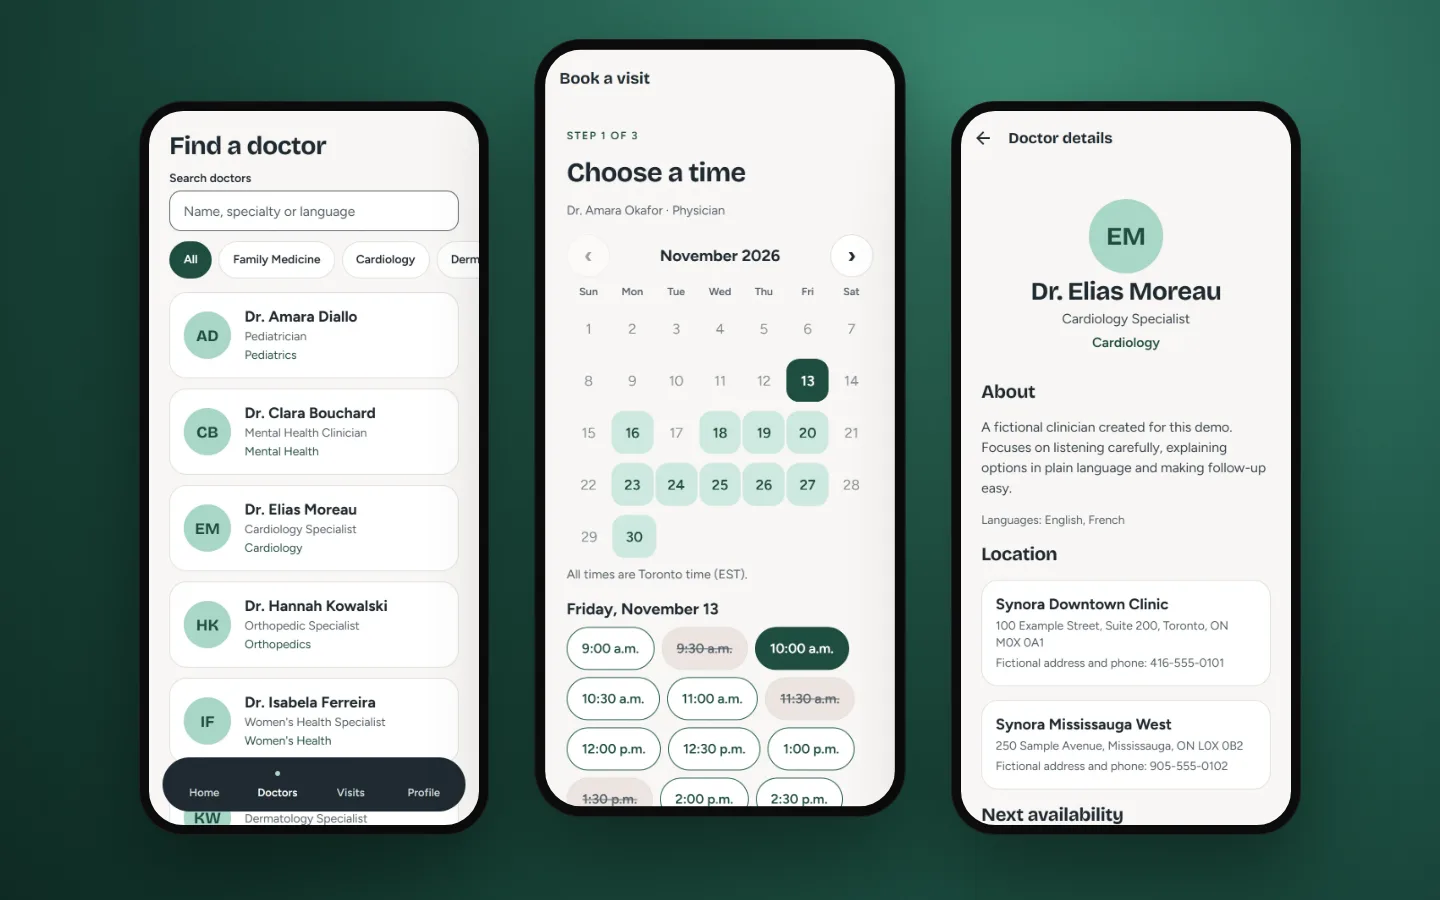 Find a doctor
Search doctors
Name, specialty or language
All Family Medicine Cardiology Derm
AD
Dr. Amara Diallo
Pediatrician
Pediatrics
CB
Dr. Clara Bouchard
Mental Health Clinician
Mental Health
EM
Dr. Elias Moreau
Cardiology Specialist
Cardiology
HK
Dr. Hannah Kowalski
Orthopedic Specialist
Orthopedics
IF
Dr. Isabela Ferreira
Women's Health Specialist
Women's Health
Home Doctors Visits Profile
KW
Dermatology Specialist
Book a visit
STEP 1 OF 3
Choose a time
Dr. Amara Okafor · Physician
‹ November 2026 ›
Sun Mon Tue Wed Thu Fri Sat
1 2 3 4 5 6 7
8 9 10 11 12 13 14
15 16 17 18 19 20 21
22 23 24 25 26 27 28
29 30
All times are Toronto time (EST).
Friday, November 13
9:00 a.m. 9:30 a.m. 10:00 a.m.
10:30 a.m. 11:00 a.m. 11:30 a.m.
12:00 p.m. 12:30 p.m. 1:00 p.m.
1:30 p.m. 2:00 p.m. 2:30 p.m.
← Doctor details
EM
Dr. Elias Moreau
Cardiology Specialist
Cardiology
About
A fictional clinician created for this demo.
Focuses on listening carefully, explaining
options in plain language and making follow-up
easy.
Languages: English, French
Location
Synora Downtown Clinic
100 Example Street, Suite 200, Toronto, ON
M0X 0A1
Fictional address and phone: 416-555-0101
Synora Mississauga West
250 Sample Avenue, Mississauga, ON L0X 0B2
Fictional address and phone: 905-555-0102
Next availability